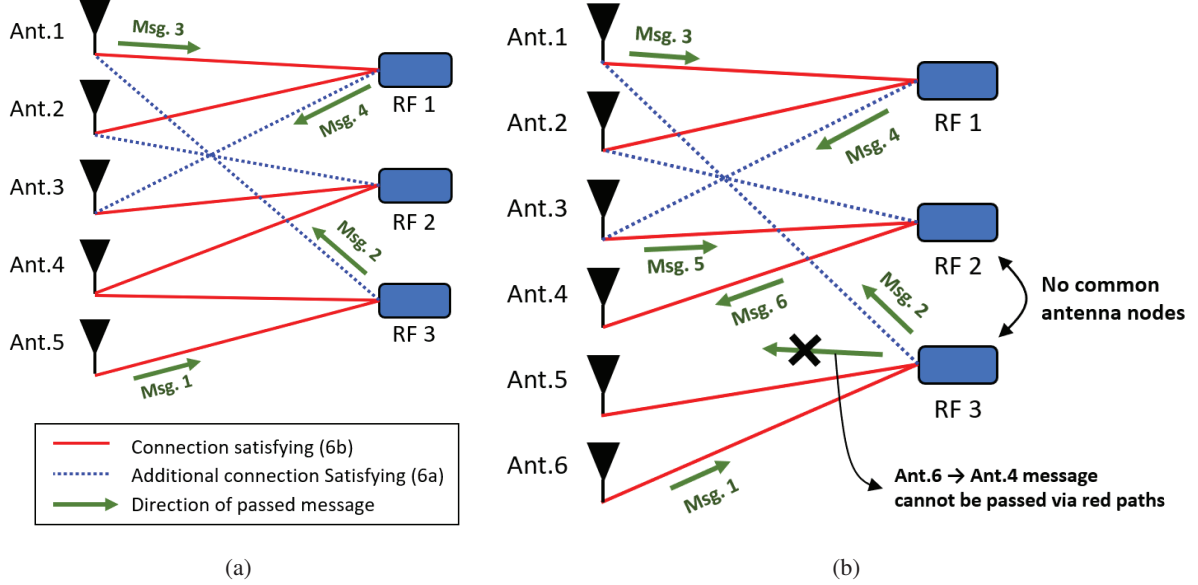 Ant.1
Msg. 3
Ant.2
RF 1
Msg. 4
Ant.3
RF 2
Ant.4
Msg. 2
Ant.5
RF 3
Msg. 1
Connection satisfying (6b)
Additional connection Satisfying (6a)
Direction of passed message
(a)
Ant.1
Msg. 3
Ant.2
RF 1
Msg. 4
Ant.3
RF 2
Msg. 5
Ant.4
Msg. 6
Msg. 2
No common
antenna nodes
Ant.5
RF 3
Ant.6
Msg. 1
Ant.6 → Ant.4 message
cannot be passed via red paths
(b)